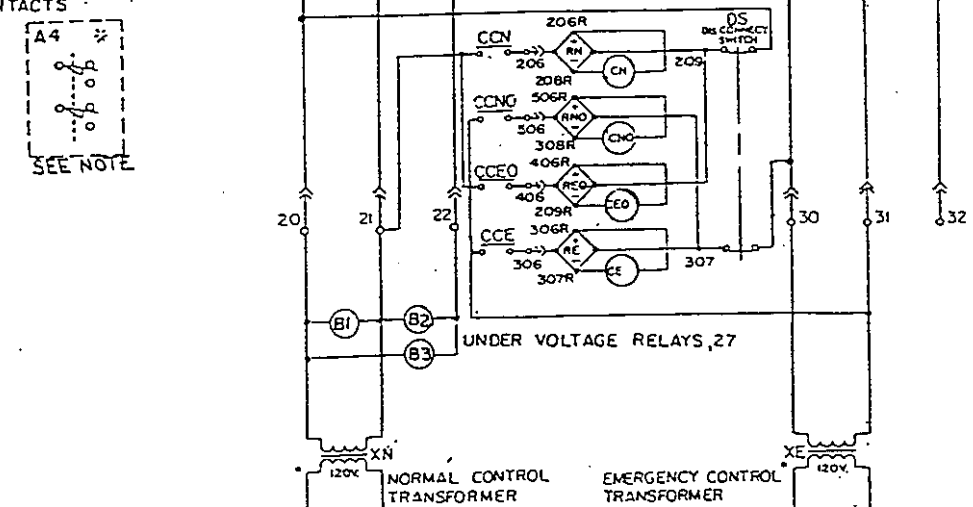 NTACTS
A4
SEE NOTE
206R
CCN
206
RN
CN
208R
209
DS
DISCONNECT
SWITCH
CCNO
506R
506
RNO
CNO
308R
CCEO
406R
406
REO
CEO
209R
CCE
306R
306
RE
CE
307R
307
20
21
22
30
31
32
B1
B2
B3
UNDER VOLTAGE RELAYS,27
XN
120V.
NORMAL CONTROL
TRANSFORMER
XE
120V.
EMERGENCY CONTROL
TRANSFORMER